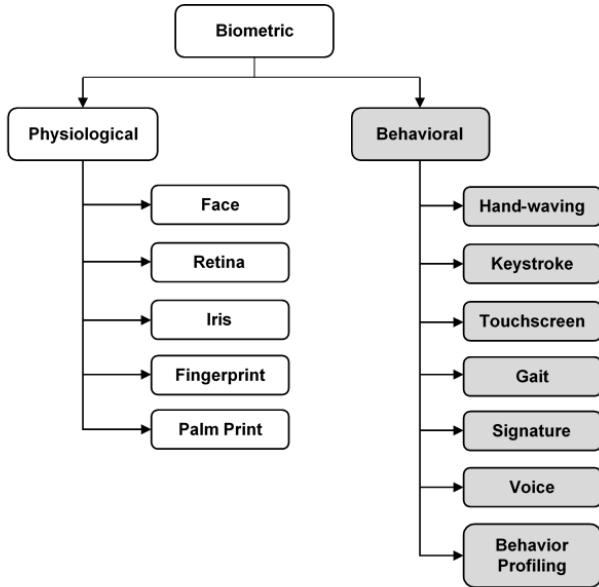 Biometric
Physiological
Behavioral
Face
Retina
Iris
Fingerprint
Palm Print
Hand-waving
Keystroke
Touchscreen
Gait
Signature
Voice
Behavior
Profiling